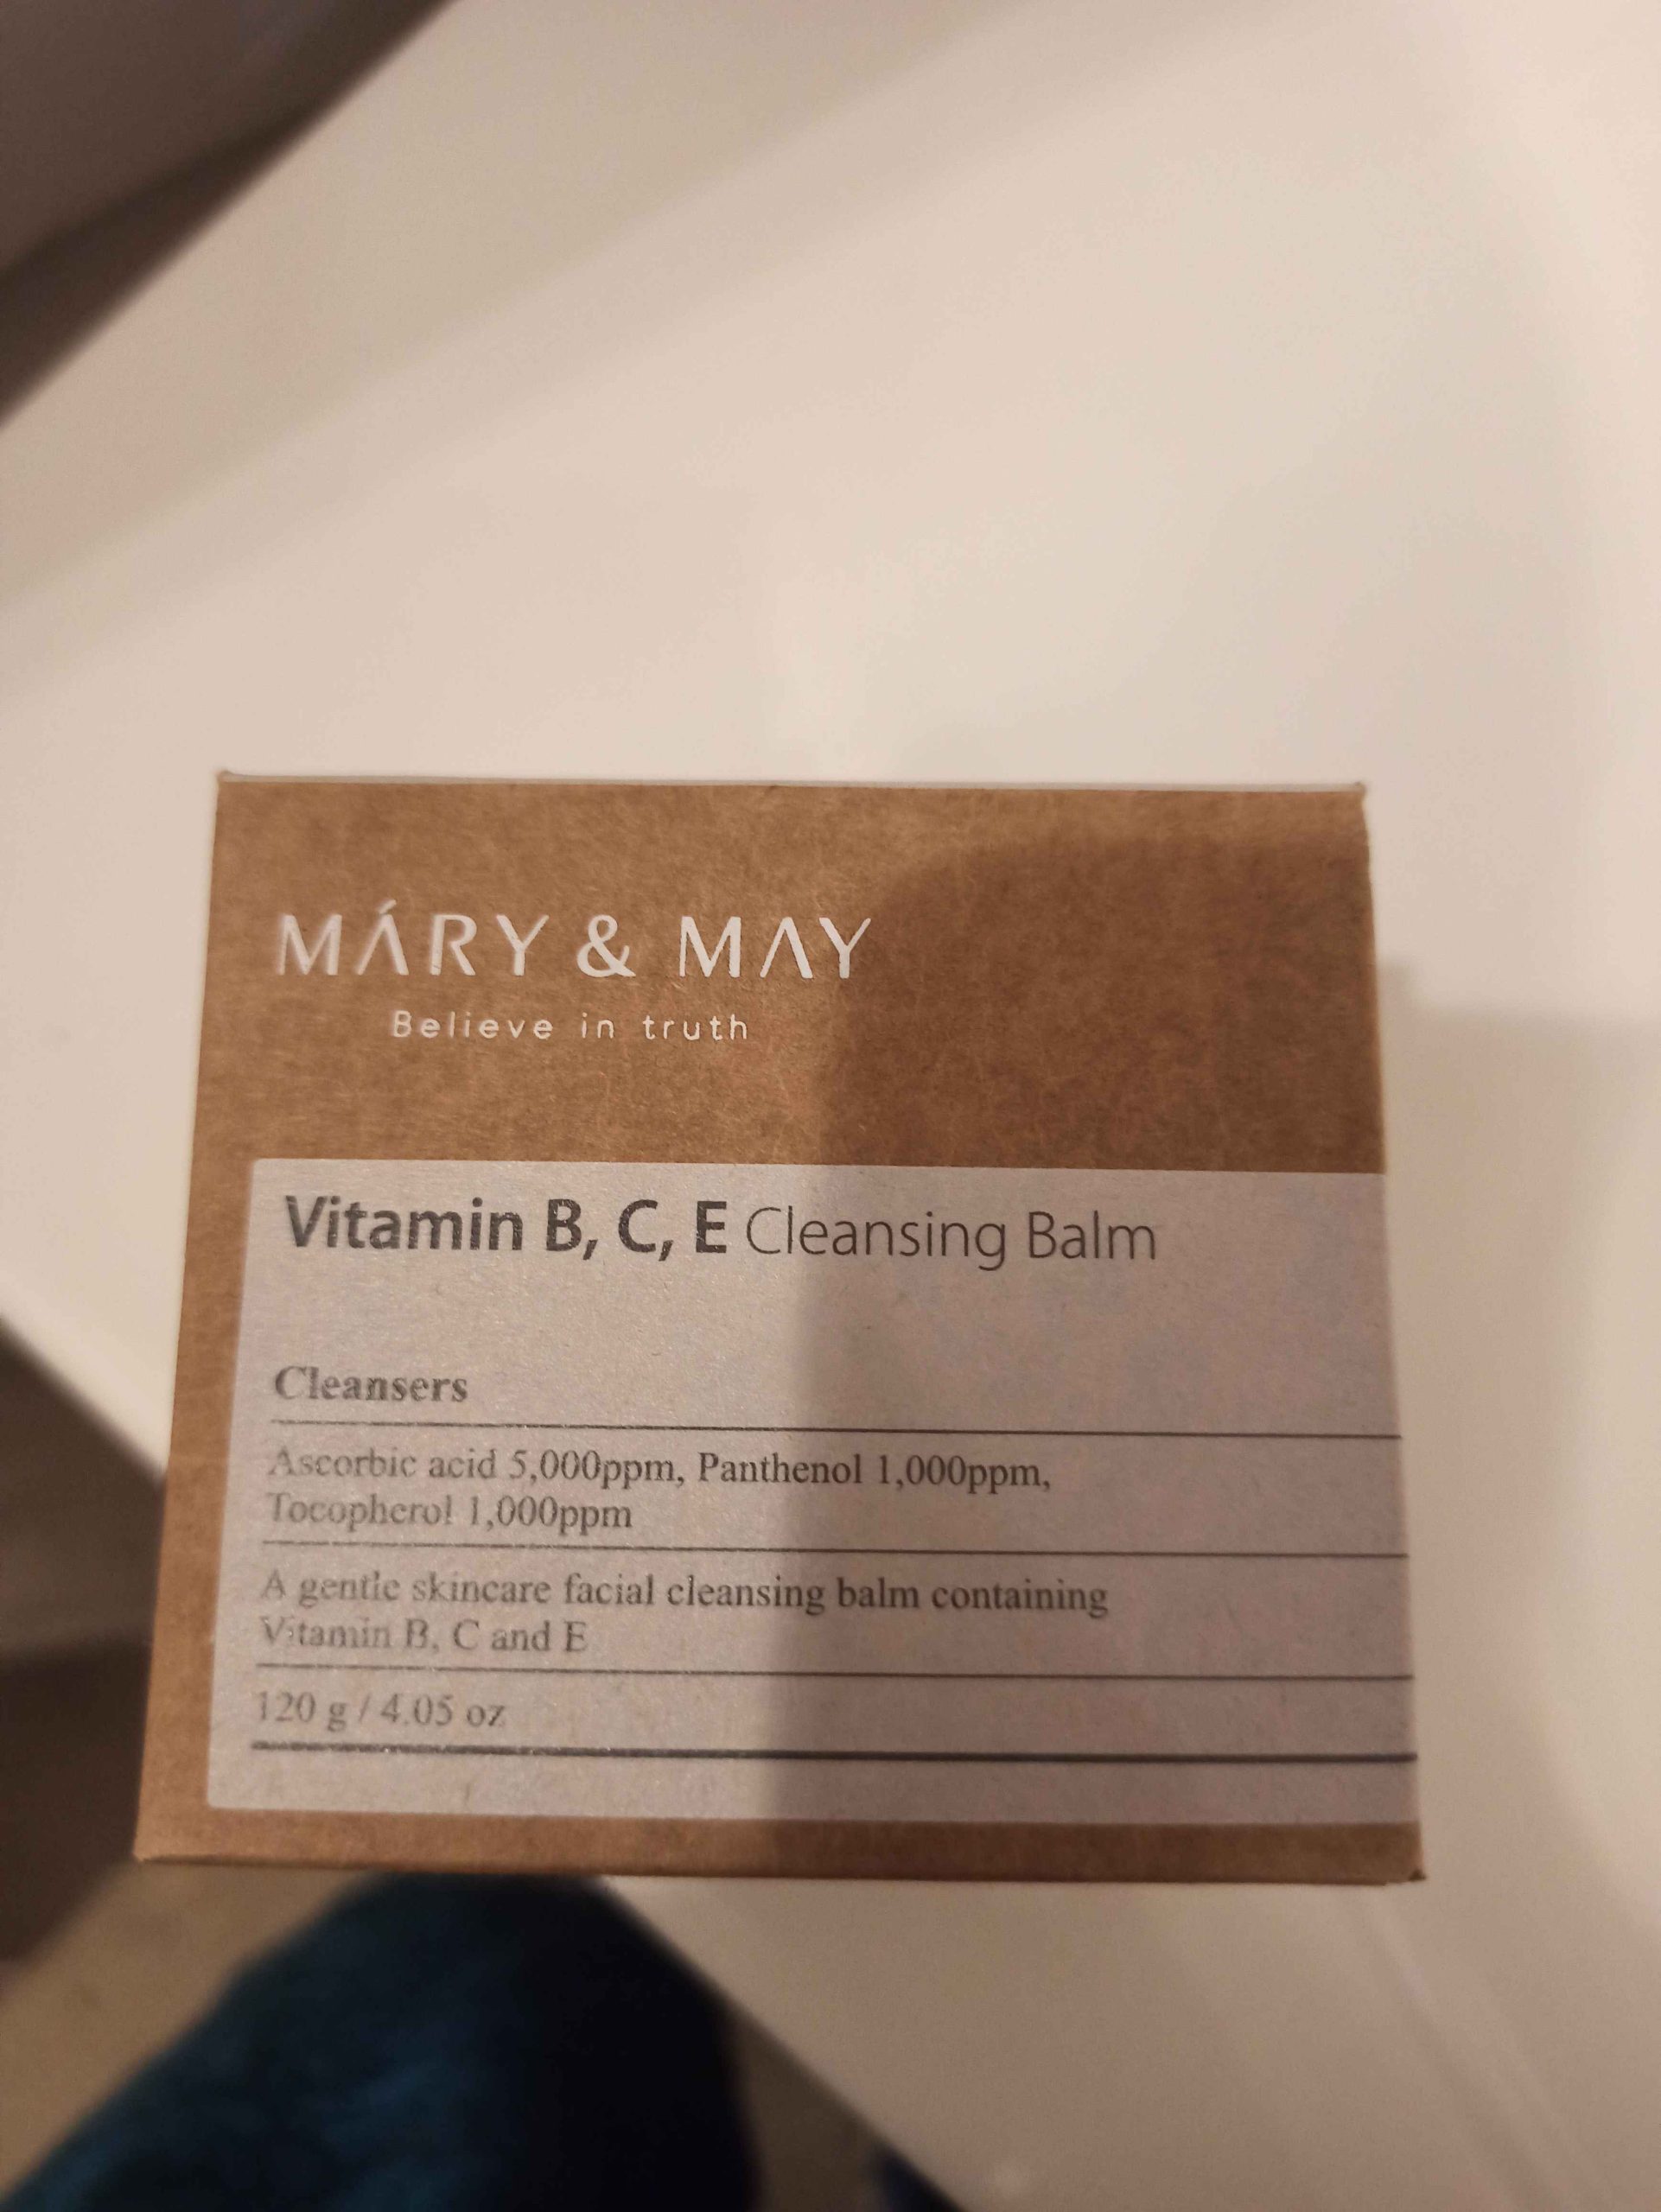 MÁRY & MAY
Believe in truth
Vitamin B, C, E Cleansing Balm
Cleansers
Ascorbic acid 5,000ppm, Panthenol 1,000ppm,
Tocopherol 1,000ppm
A gentle skincare facial cleansing balm containing
Vitamin B, C and E
120 g / 4.05 oz